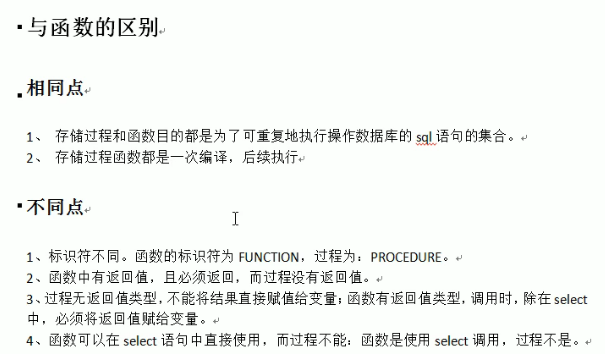 与函数的区别
相同点
1、 存储过程和函数目的都是为了可重复地执行操作数据库的 sql 语句的集合。
2、 存储过程函数都是一次编译，后续执行
不同点
1、标识符不同。函数的标识符为 FUNCTION，过程为：PROCEDURE。
2、函数中有返回值，且必须返回，而过程没有返回值。
3、过程无返回值类型，不能将结果直接赋值给变量；函数有返回值类型，调用时，除在 select
中，必须将返回值赋给变量。
4、函数可以在 select 语句中直接使用，而过程不能：函数是使用 select 调用，过程不是。